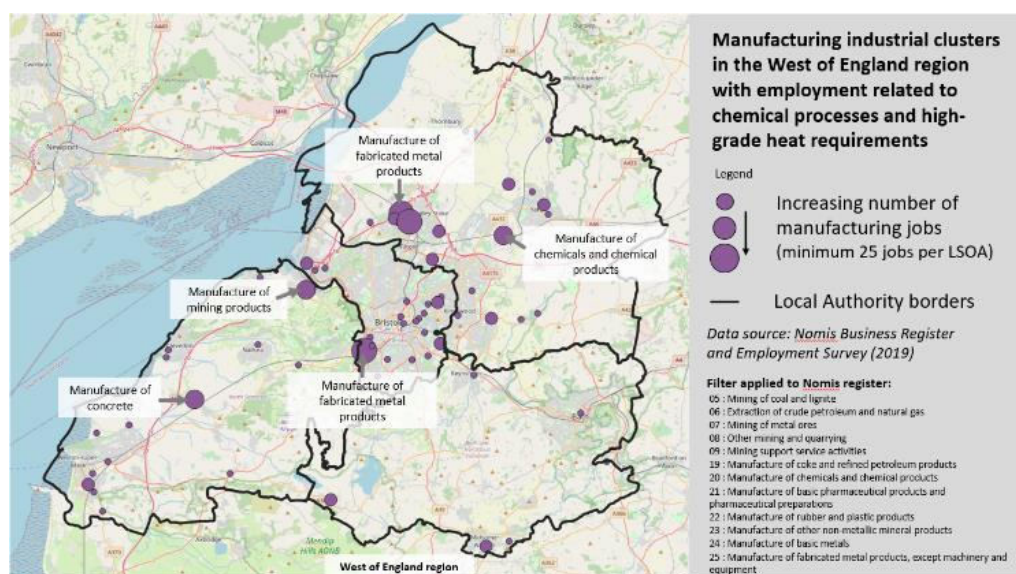 Manufacturing industrial clusters
in the West of England region
with employment related to
chemical processes and high-
grade heat requirements
Legend
Increasing number of
manufacturing jobs
(minimum 25 jobs per LSOA)
Local Authority borders
Data source: Nomis Business Register
and Employment Survey (2019)
Filter applied to Nomis register:
05 : Mining of coal and lignite
06 : Extraction of crude petroleum and natural gas
07 : Mining of metal ores
08 : Other mining and quarrying
09 : Mining support service activities
19 : Manufacture of coke and refined petroleum products
20 : Manufacture of chemicals and chemical products
21 : Manufacture of basic pharmaceutical products and
pharmaceutical preparations
22 : Manufacture of rubber and plastic products
23 : Manufacture of other non-metallic mineral products
24 : Manufacture of basic metals
25 : Manufacture of fabricated metal products, except machinery and
equipment
Manufacture of
fabricated metal
products
Manufacture of
chemicals and chemical
products
Manufacture of
mining products
Manufacture of
concrete
Manufacture of
fabricated metal
products
West of England region
Newport
Thornbury
Bristol
Mendip
Hills AONB